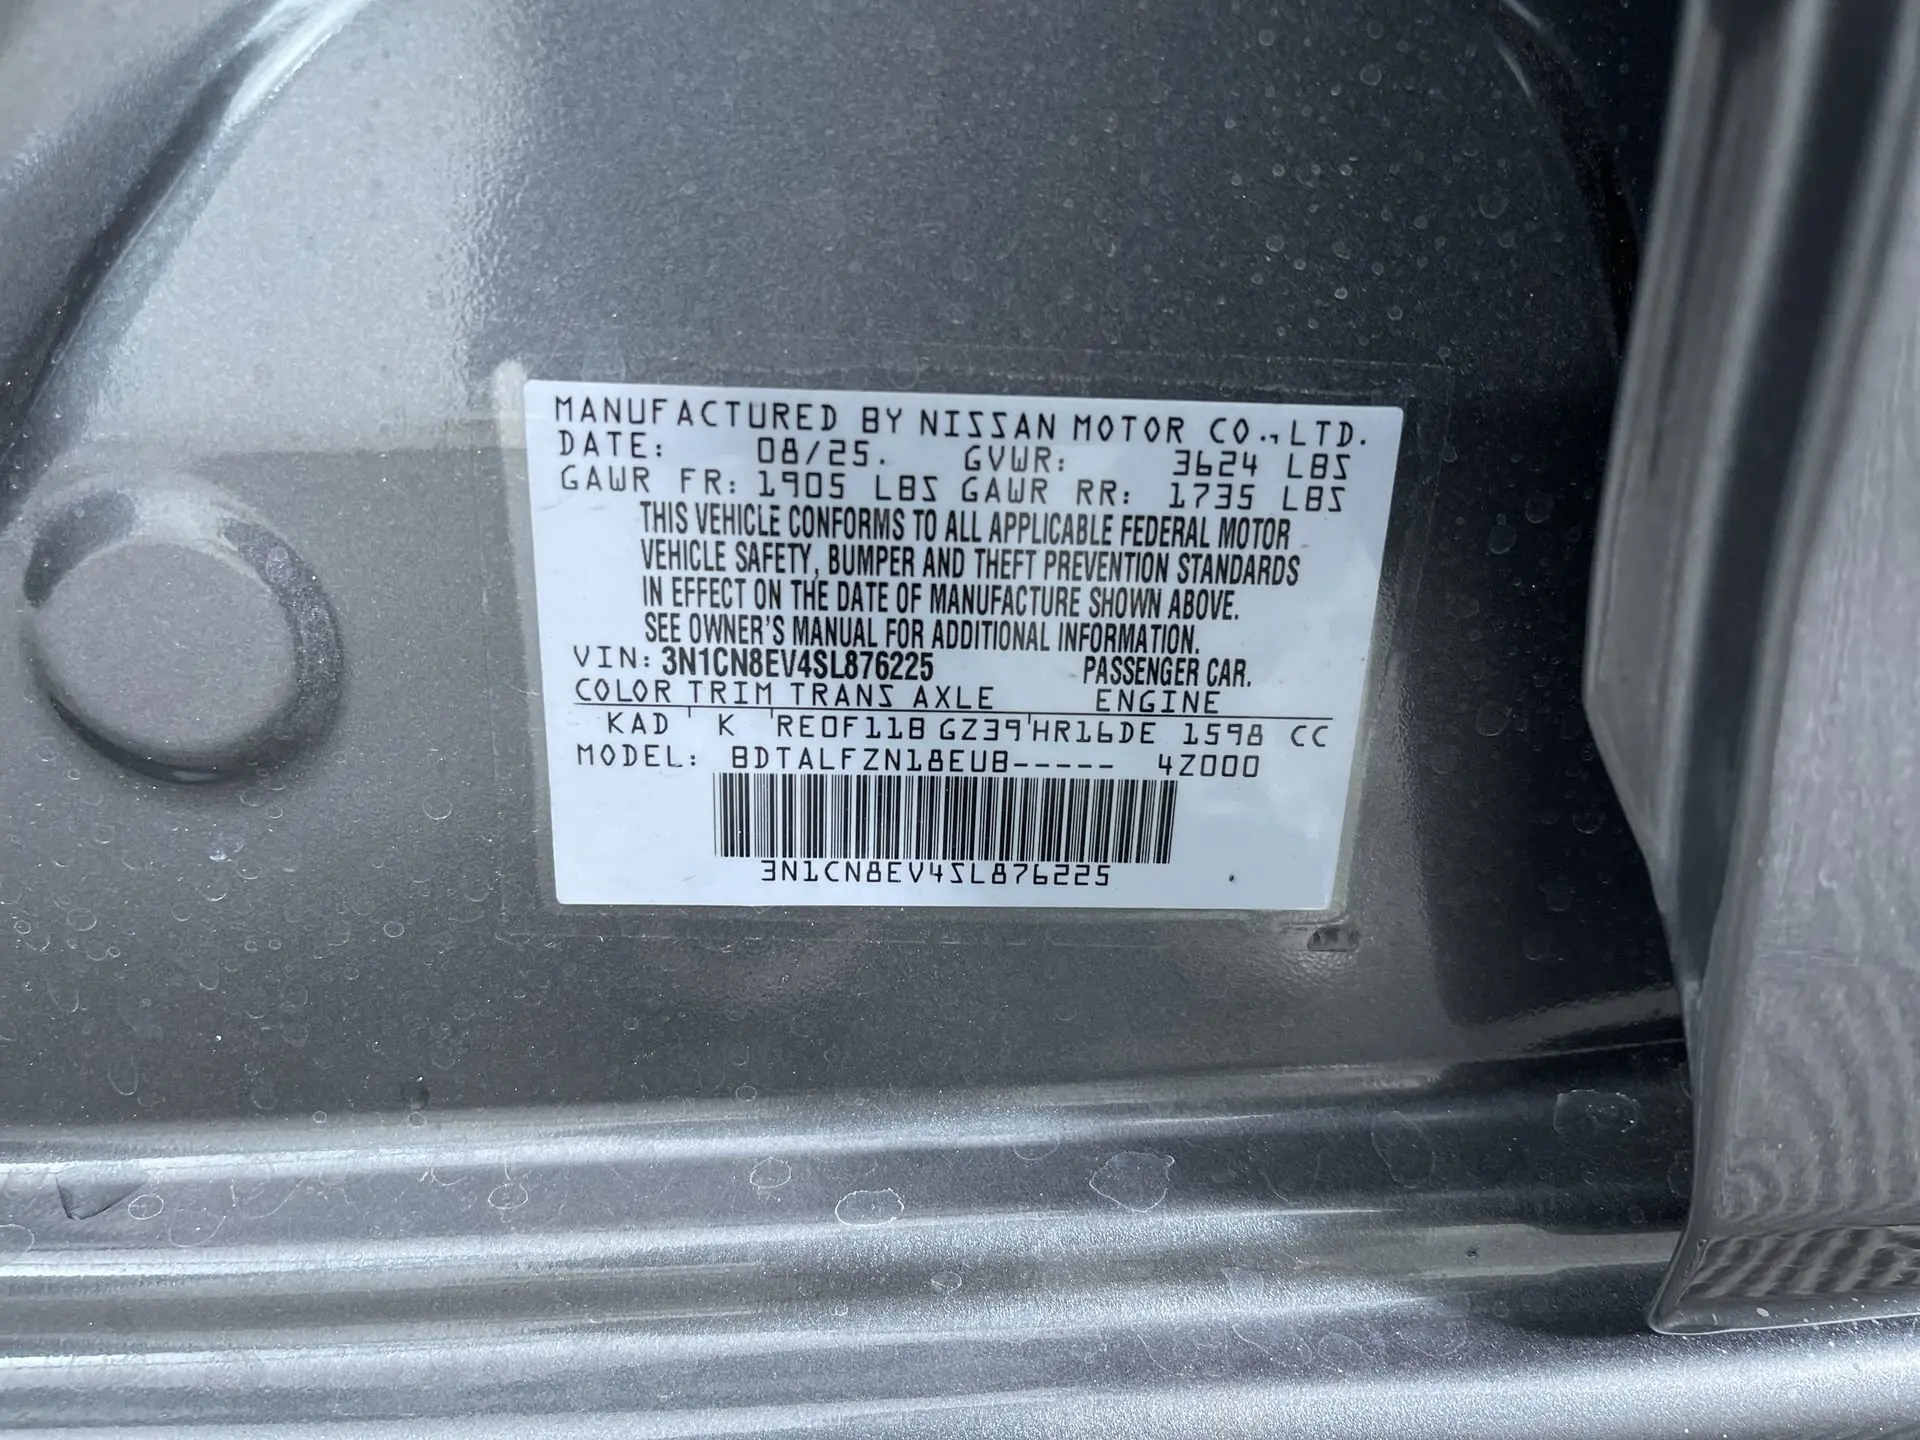 MANUFACTURED BY NISSAN MOTOR CO., LTD.
DATE: 08/25. GVWR: 3624 LBS
GAWR FR: 1905 LBS GAWR RR: 1735 LBS
THIS VEHICLE CONFORMS TO ALL APPLICABLE FEDERAL MOTOR
VEHICLE SAFETY, BUMPER AND THEFT PREVENTION STANDARDS
IN EFFECT ON THE DATE OF MANUFACTURE SHOWN ABOVE.
SEE OWNER'S MANUAL FOR ADDITIONAL INFORMATION.
VIN: 3N1CN8EV4SL876225 PASSENGER CAR.
COLOR TRIM TRANS AXLE ENGINE
KAD K RE0F11B GZ39 HR16DE 1598 CC
MODEL: BDTALFZN18EUB----- 4Z000
3N1CN8EV4SL876225